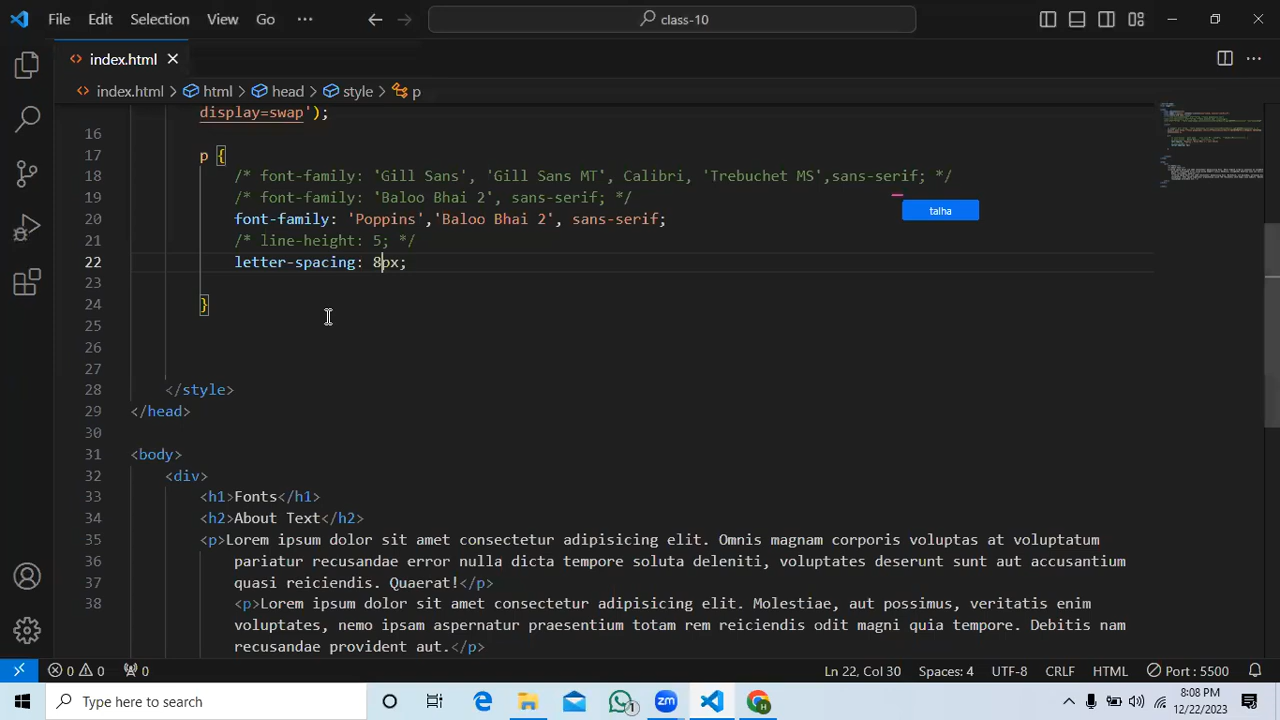 File Edit Selection View Go ··· class-10
index.html
index.html > html > head > style > p
display=swap');
16
17 p {
18 /* font-family: 'Gill Sans', 'Gill Sans MT', Calibri, 'Trebuchet MS',sans-serif; */
19 /* font-family: 'Baloo Bhai 2', sans-serif; */
talha
20 font-family: 'Poppins','Baloo Bhai 2', sans-serif;
21 /* line-height: 5; */
22 letter-spacing: 8px;
23
24 }
25
26
27
28 </style>
29 </head>
30
31 <body>
32 <div>
33 <h1>Fonts</h1>
34 <h2>About Text</h2>
35 <p>Lorem ipsum dolor sit amet consectetur adipisicing elit. Omnis magnam corporis voluptas at voluptatum
36 pariatur recusandae error nulla dicta tempore soluta deleniti, voluptates deserunt sunt aut accusantium
37 quasi reiciendis. Quaerat!</p>
38 <p>Lorem ipsum dolor sit amet consectetur adipisicing elit. Molestiae, aut possimus, veritatis enim
voluptates, nemo ipsam aspernatur praesentium totam rem reiciendis odit magni quia tempore. Debitis nam
recusandae provident aut.</p>
0 0 0 Ln 22, Col 30 Spaces: 4 UTF-8 CRLF HTML Port : 5500
Type here to search 1 8:08 PM
12/22/2023